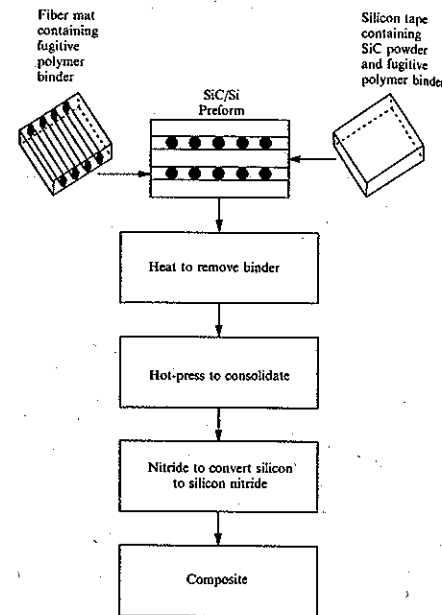 Fiber mat
containing
fugitive
polymer
binder
SiC/Si
Preform
Silicon tape
containing
SiC powder
and fugitive
polymer binder
Heat to remove binder
Hot-press to consolidate
Nitride to convert silicon
to silicon nitride
Composite